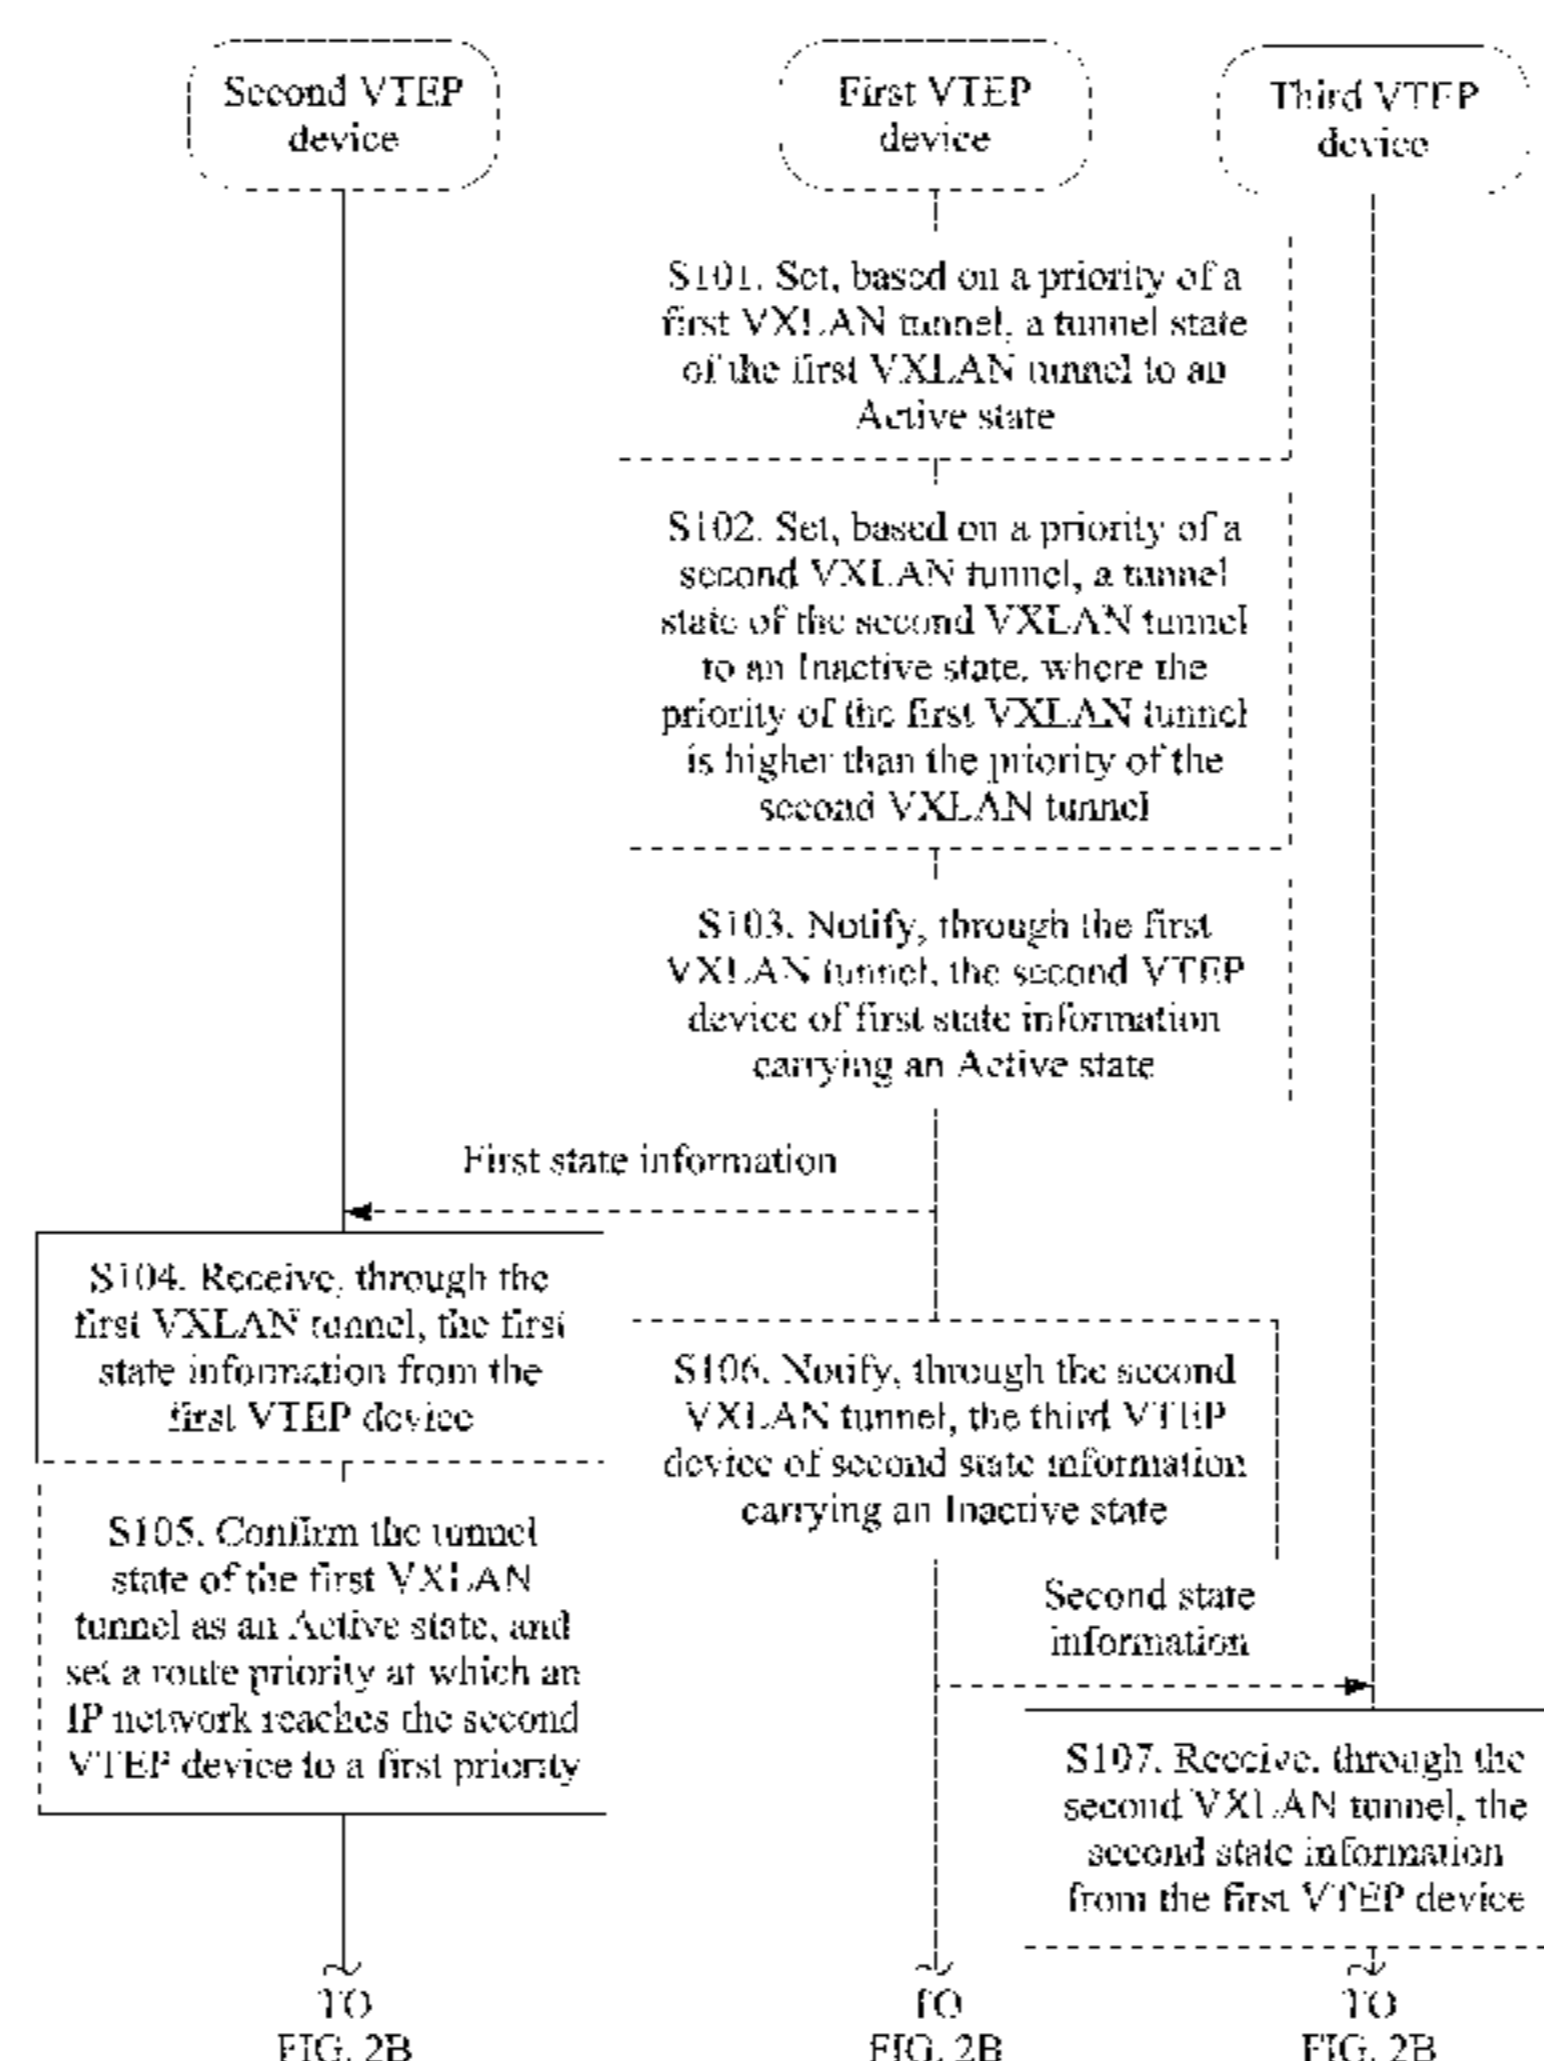 Second VTEP
device
First VTEP
device
Third VTEP
device
S101. Set, based on a priority of a
first VXLAN tunnel, a tunnel state
of the first VXLAN tunnel to an
Active state
S102. Set, based on a priority of a
second VXLAN tunnel, a tunnel
state of the second VXLAN tunnel
to an Inactive state, where the
priority of the first VXLAN tunnel
is higher than the priority of the
second VXLAN tunnel
S103. Notify, through the first
VXLAN tunnel, the second VTEP
device of first state information
carrying an Active state
First state information
S104. Receive, through the
first VXLAN tunnel, the first
state information from the
first VTEP device
S105. Confirm the tunnel
state of the first VXLAN
tunnel as an Active state, and
set a route priority at which an
IP network reaches the second
VTEP device to a first priority
S106. Notify, through the second
VXLAN tunnel, the third VTEP
device of second state information
carrying an Inactive state
Second state
information
S107. Receive, through the
second VXLAN tunnel, the
second state information
from the first VTEP device
TO
FIG. 2B
TO
FIG. 2B
TO
FIG. 2B